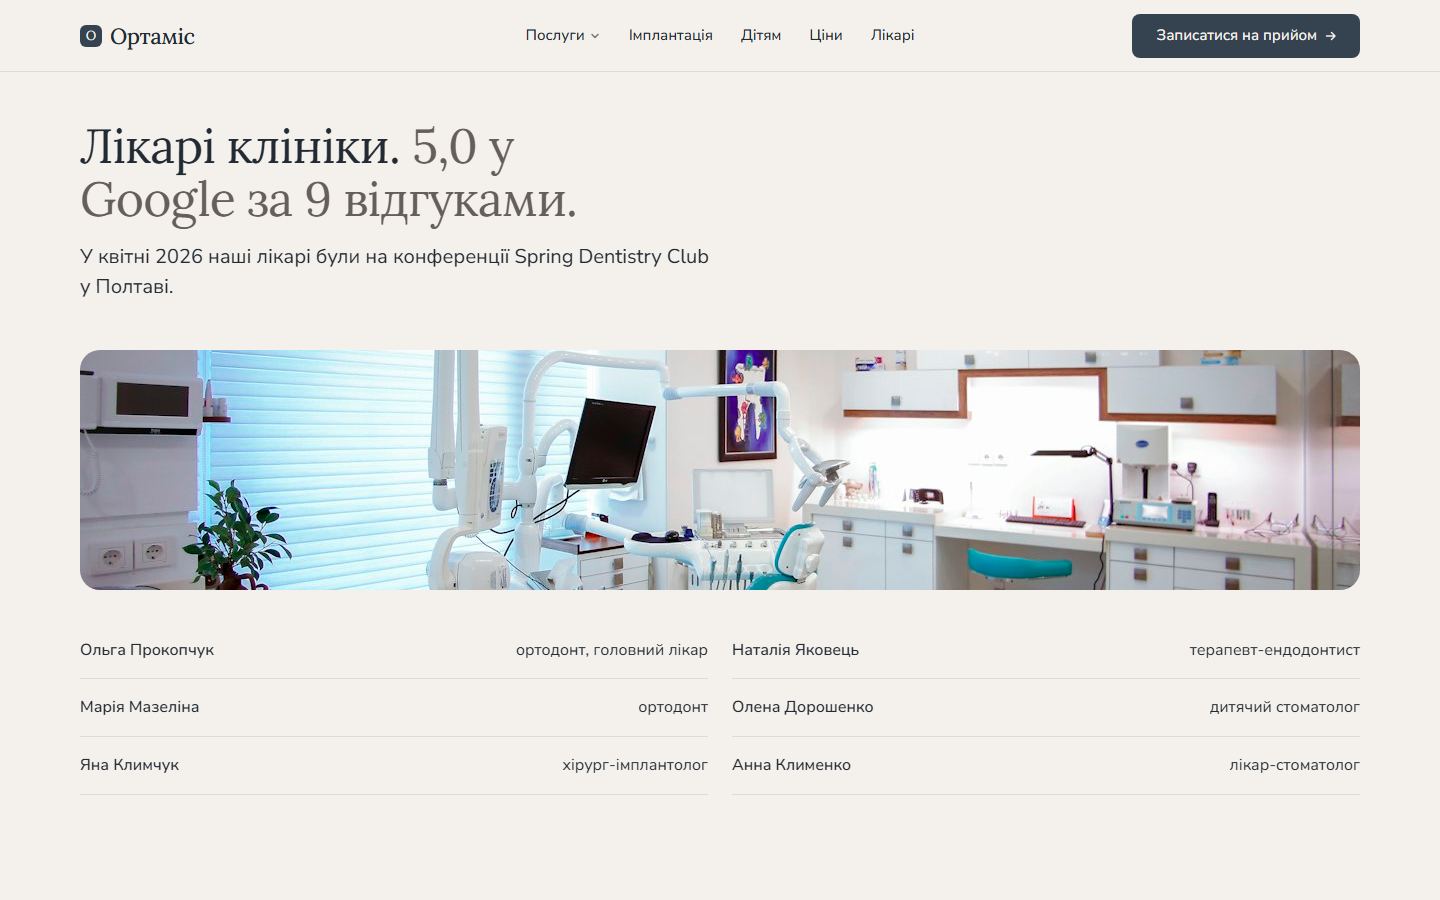 О Ортаміс
Послуги Імплантація Дітям Ціни Лікарі
Записатися на прийом →
Лікарі клініки. 5,0 у
Google за 9 відгуками.
У квітні 2026 наші лікарі були на конференції Spring Dentistry Club
у Полтаві.
Ольга Прокопчук ортодонт, головний лікар
Наталія Яковець терапевт-ендодонтист
Марія Мазеліна ортодонт
Олена Дорошенко дитячий стоматолог
Яна Климчук хірург-імплантолог
Анна Клименко лікар-стоматолог